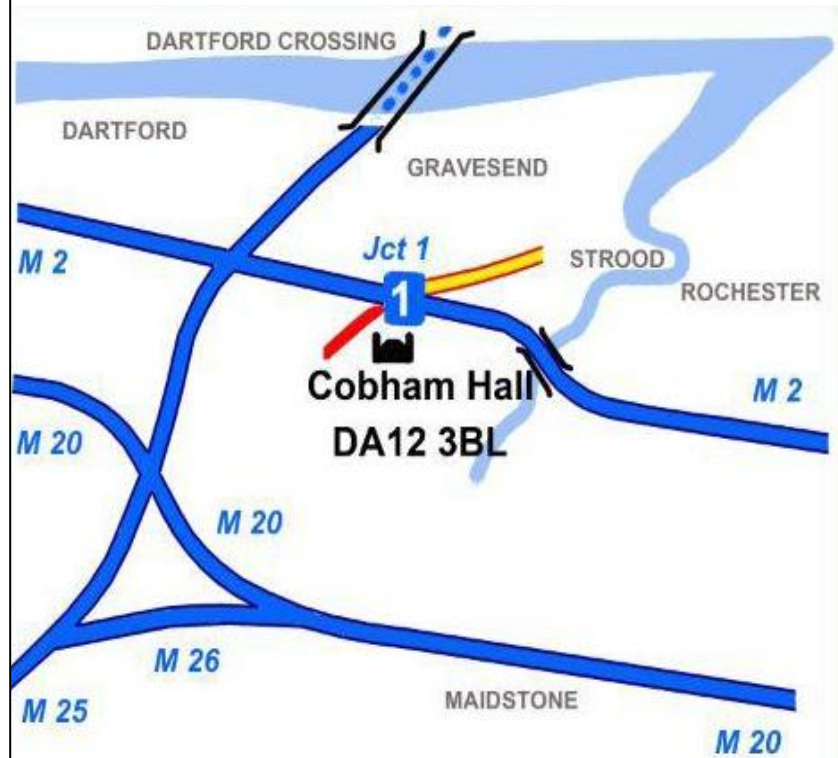 DARTFORD CROSSING
DARTFORD
GRAVESEND
M 2
Jct 1
STROOD
1
ROCHESTER
Cobham Hall
M 2
DA12 3BL
M 20
M 20
M 26
M 25
MAIDSTONE
M 20